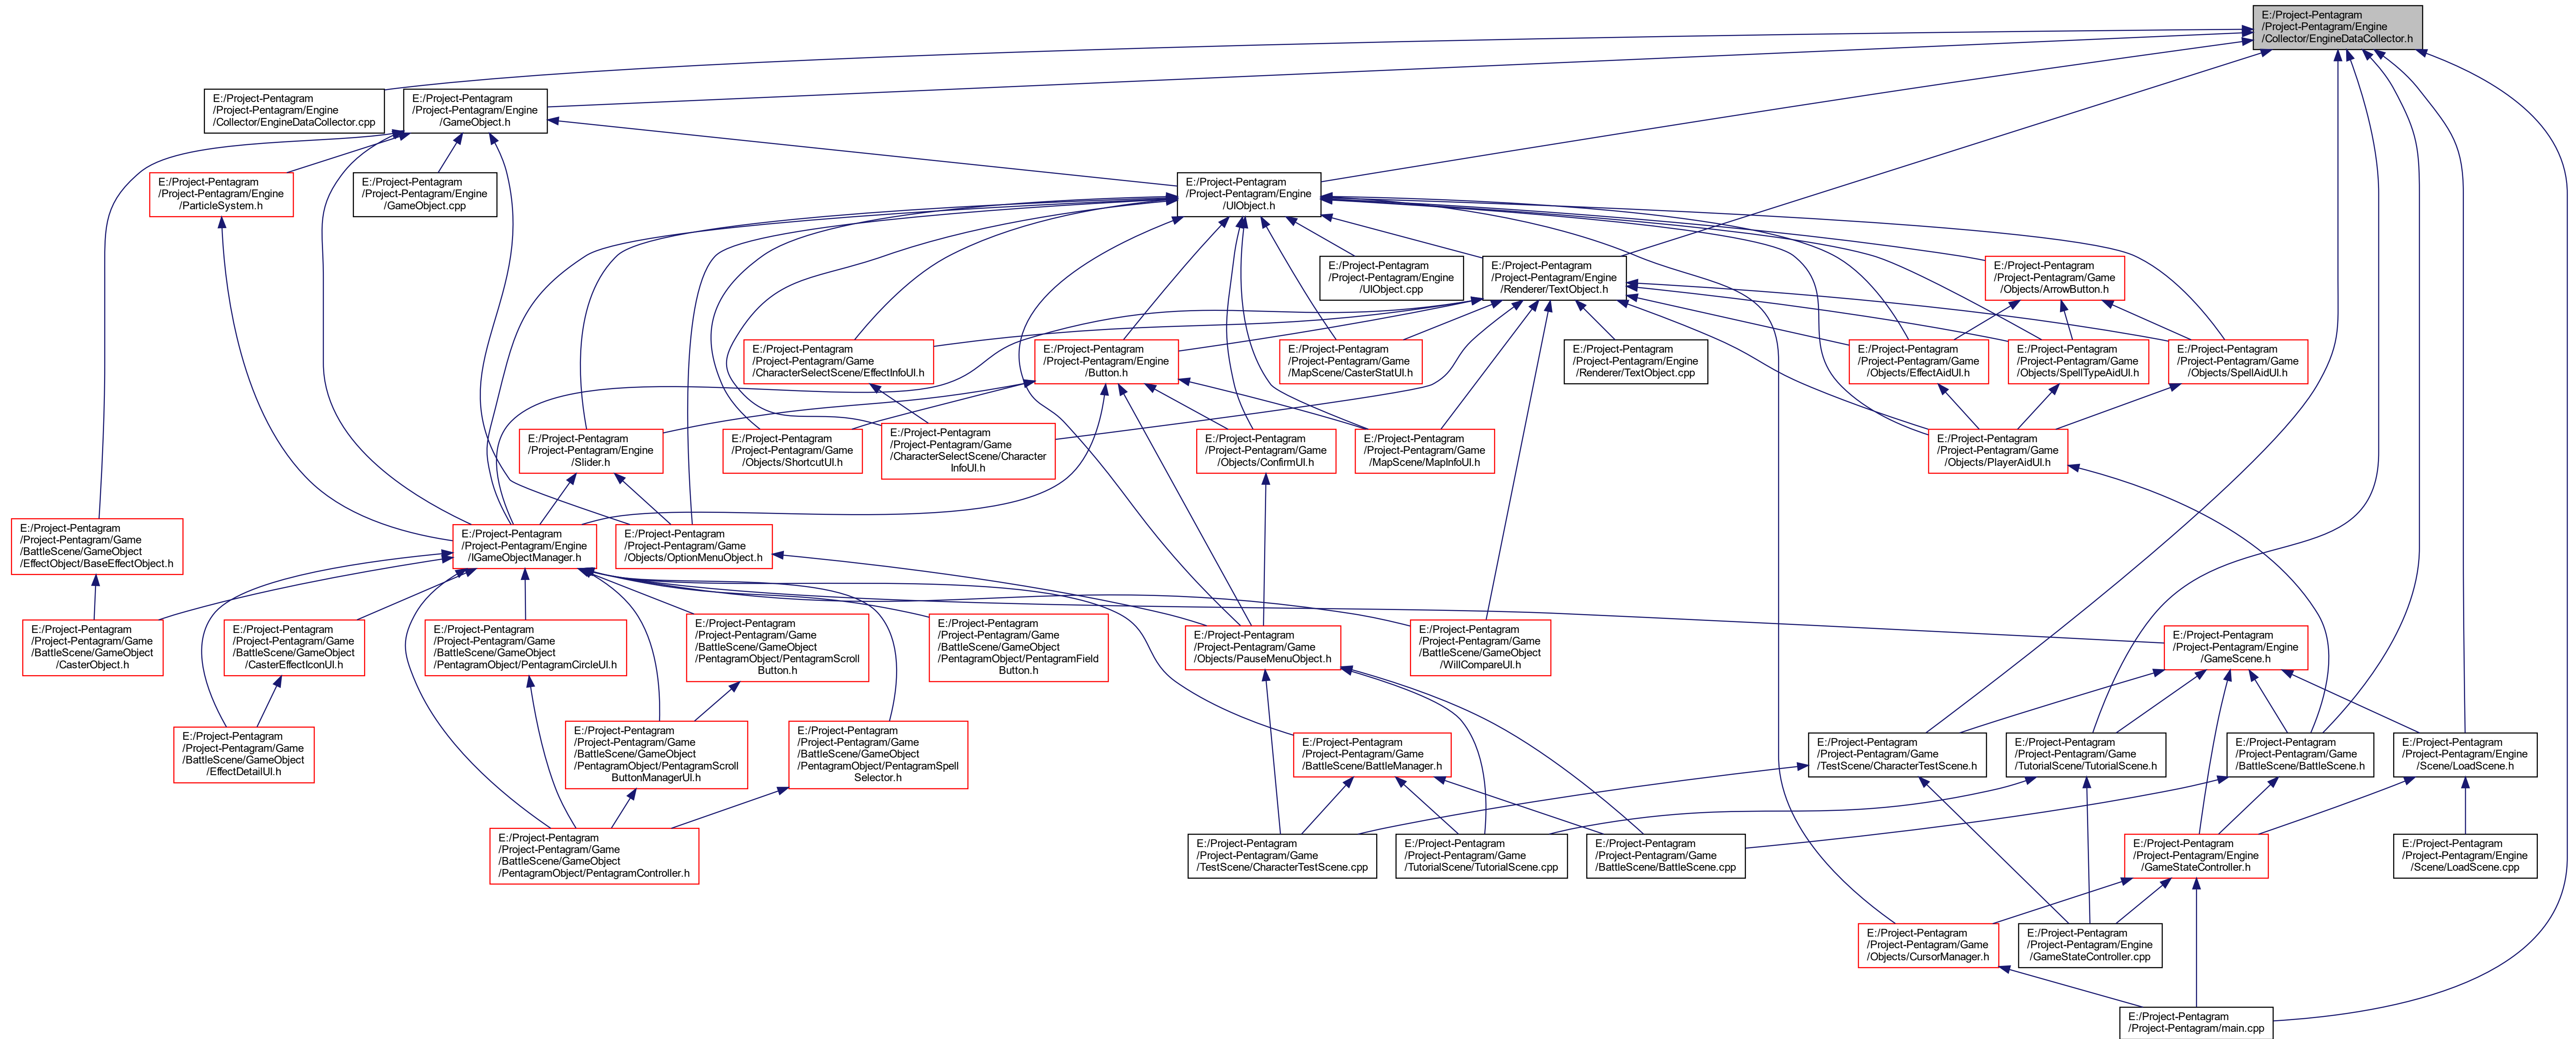 E:/Project-Pentagram
/Project-Pentagram/Engine
/Collector/EngineDataCollector.h
E:/Project-Pentagram
/Project-Pentagram/Engine
/Collector/EngineDataCollector.cpp
E:/Project-Pentagram
/Project-Pentagram/Engine
/GameObject.h
E:/Project-Pentagram
/Project-Pentagram/Engine
/ParticleSystem.h
E:/Project-Pentagram
/Project-Pentagram/Engine
/GameObject.cpp
E:/Project-Pentagram
/Project-Pentagram/Engine
/UIObject.h
E:/Project-Pentagram
/Project-Pentagram/Engine
/UIObject.cpp
E:/Project-Pentagram
/Project-Pentagram/Engine
/Renderer/TextObject.h
E:/Project-Pentagram
/Project-Pentagram/Game
/Objects/ArrowButton.h
E:/Project-Pentagram
/Project-Pentagram/Game
/CharacterSelectScene/EffectInfoUI.h
E:/Project-Pentagram
/Project-Pentagram/Engine
/Button.h
E:/Project-Pentagram
/Project-Pentagram/Game
/MapScene/CasterStatUI.h
E:/Project-Pentagram
/Project-Pentagram/Engine
/Renderer/TextObject.cpp
E:/Project-Pentagram
/Project-Pentagram/Game
/Objects/EffectAidUI.h
E:/Project-Pentagram
/Project-Pentagram/Game
/Objects/SpellTypeAidUI.h
E:/Project-Pentagram
/Project-Pentagram/Game
/Objects/SpellAidUI.h
E:/Project-Pentagram
/Project-Pentagram/Engine
/Slider.h
E:/Project-Pentagram
/Project-Pentagram/Game
/Objects/ShortcutUI.h
E:/Project-Pentagram
/Project-Pentagram/Game
/CharacterSelectScene/Character
InfoUI.h
E:/Project-Pentagram
/Project-Pentagram/Game
/Objects/ConfirmUI.h
E:/Project-Pentagram
/Project-Pentagram/Game
/MapScene/MapInfoUI.h
E:/Project-Pentagram
/Project-Pentagram/Game
/Objects/PlayerAidUI.h
E:/Project-Pentagram
/Project-Pentagram/Game
/BattleScene/GameObject
/EffectObject/BaseEffectObject.h
E:/Project-Pentagram
/Project-Pentagram/Engine
/IGameObjectManager.h
E:/Project-Pentagram
/Project-Pentagram/Game
/Objects/OptionMenuObject.h
E:/Project-Pentagram
/Project-Pentagram/Game
/BattleScene/GameObject
/CasterObject.h
E:/Project-Pentagram
/Project-Pentagram/Game
/BattleScene/GameObject
/CasterEffectIconUI.h
E:/Project-Pentagram
/Project-Pentagram/Game
/BattleScene/GameObject
/PentagramObject/PentagramCircleUI.h
E:/Project-Pentagram
/Project-Pentagram/Game
/BattleScene/GameObject
/PentagramObject/PentagramScroll
Button.h
E:/Project-Pentagram
/Project-Pentagram/Game
/BattleScene/GameObject
/PentagramObject/PentagramField
Button.h
E:/Project-Pentagram
/Project-Pentagram/Game
/Objects/PauseMenuObject.h
E:/Project-Pentagram
/Project-Pentagram/Game
/BattleScene/GameObject
/WillCompareUI.h
E:/Project-Pentagram
/Project-Pentagram/Engine
/GameScene.h
E:/Project-Pentagram
/Project-Pentagram/Game
/BattleScene/GameObject
/EffectDetailUI.h
E:/Project-Pentagram
/Project-Pentagram/Game
/BattleScene/GameObject
/PentagramObject/PentagramScroll
ButtonManagerUI.h
E:/Project-Pentagram
/Project-Pentagram/Game
/BattleScene/GameObject
/PentagramObject/PentagramSpell
Selector.h
E:/Project-Pentagram
/Project-Pentagram/Game
/BattleScene/BattleManager.h
E:/Project-Pentagram
/Project-Pentagram/Game
/TestScene/CharacterTestScene.h
E:/Project-Pentagram
/Project-Pentagram/Game
/TutorialScene/TutorialScene.h
E:/Project-Pentagram
/Project-Pentagram/Game
/BattleScene/BattleScene.h
E:/Project-Pentagram
/Project-Pentagram/Engine
/Scene/LoadScene.h
E:/Project-Pentagram
/Project-Pentagram/Game
/BattleScene/GameObject
/PentagramObject/PentagramController.h
E:/Project-Pentagram
/Project-Pentagram/Game
/TestScene/CharacterTestScene.cpp
E:/Project-Pentagram
/Project-Pentagram/Game
/TutorialScene/TutorialScene.cpp
E:/Project-Pentagram
/Project-Pentagram/Game
/BattleScene/BattleScene.cpp
E:/Project-Pentagram
/Project-Pentagram/Engine
/GameStateController.h
E:/Project-Pentagram
/Project-Pentagram/Engine
/Scene/LoadScene.cpp
E:/Project-Pentagram
/Project-Pentagram/Game
/Objects/CursorManager.h
E:/Project-Pentagram
/Project-Pentagram/Engine
/GameStateController.cpp
E:/Project-Pentagram
/Project-Pentagram/main.cpp